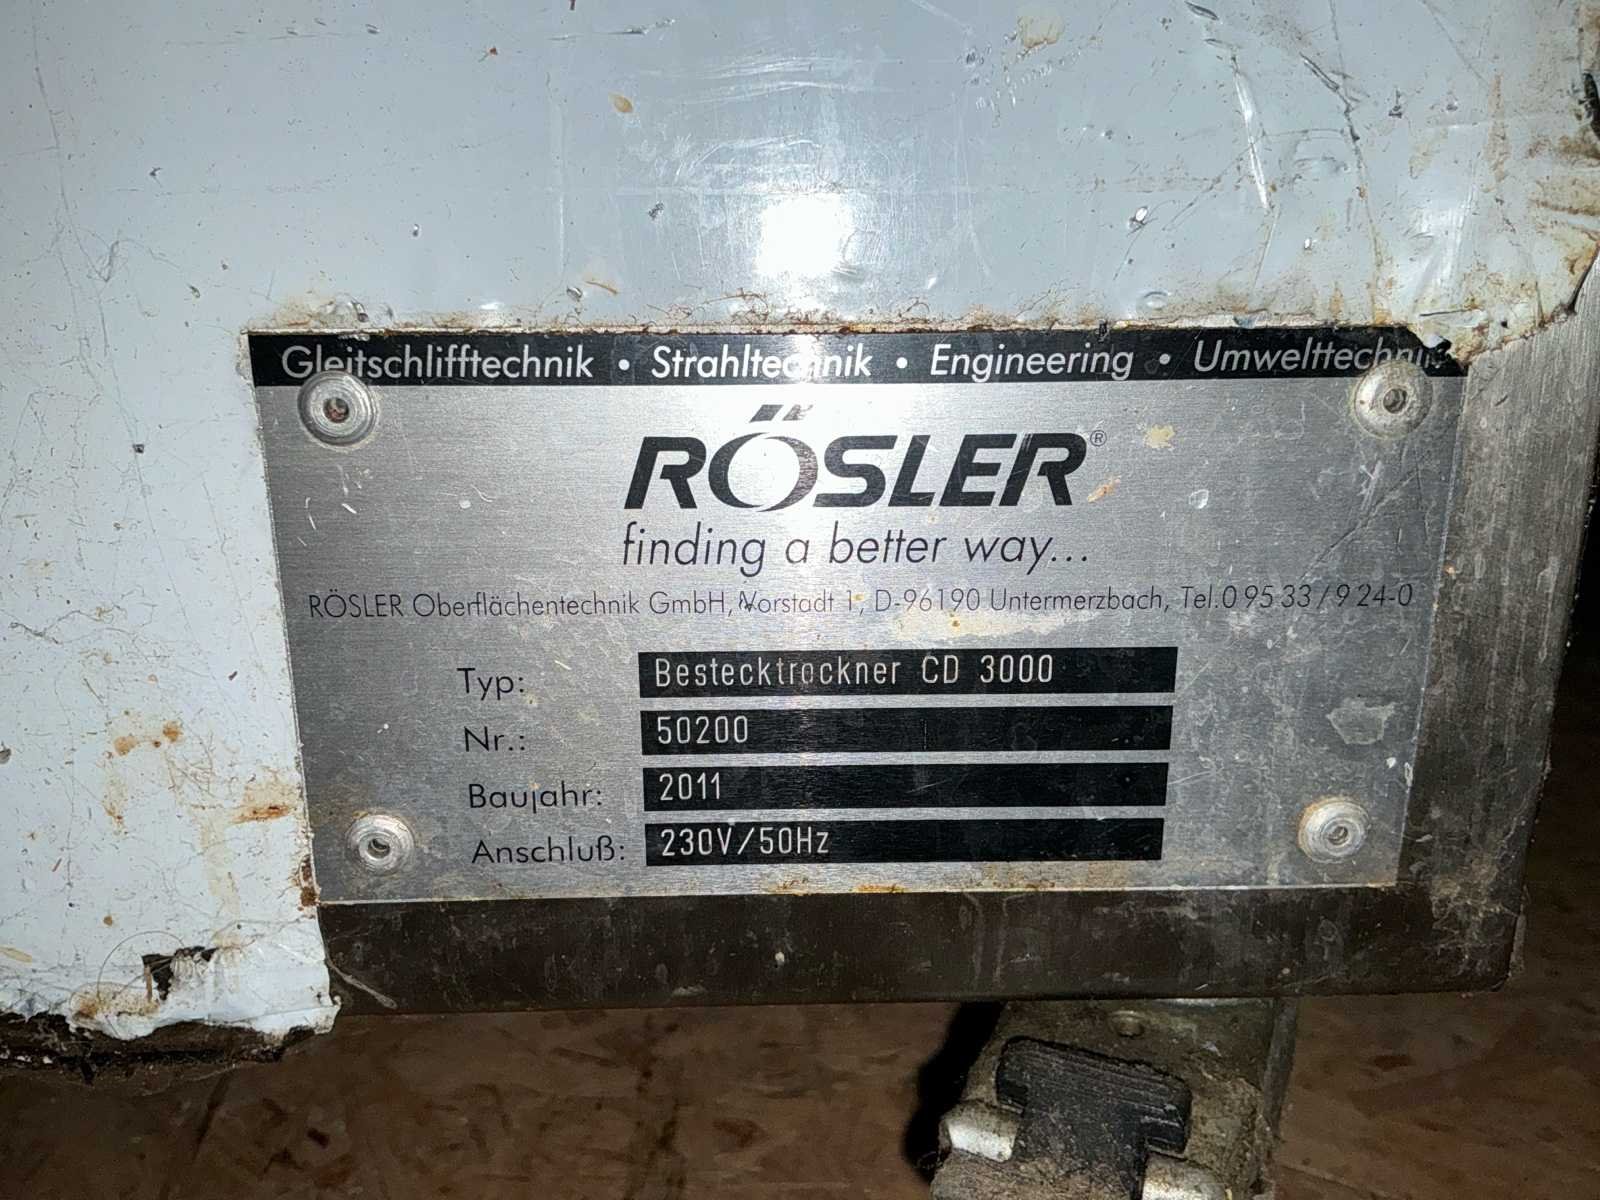 Gleitschlifftechnik • Strahltechnik • Engineering • Umwelttechnik
RÖSLER®
finding a better way...
RÖSLER Oberflächentechnik GmbH, Vorstadt 1, D-96190 Untermerzbach, Tel.0 95 33 / 9 24-0
Typ: Bestecktrockner CD 3000
Nr.: 50200
Baujahr: 2011
Anschluß: 230V/50Hz